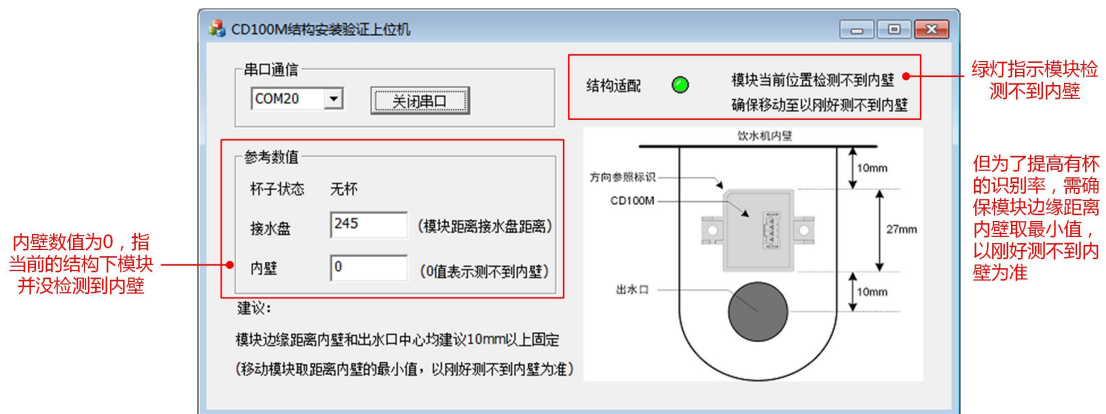 CD100M结构安装验证上位机
串口通信
COM20
关闭串口
参考数值
杯子状态 无杯
接水盘 245 (模块距离接水盘距离)
内壁 0 (0值表示测不到内壁)
建议:
模块边缘距离内壁和出水口中心均建议10mm以上固定
(移动模块取距离内壁的最小值，以刚好测不到内壁为准)
结构适配
模块当前位置检测不到内壁
确保移动至以刚好测不到内壁
饮水机内壁
10mm
方向参照标识
CD100M
27mm
出水口
10mm
内壁数值为0，指
当前的结构下模块
并没检测到内壁
绿灯指示模块检
测不到内壁
但为了提高有杯
的识别率，需确
保模块边缘距离
内壁取最小值，
以刚好测不到内
壁为准